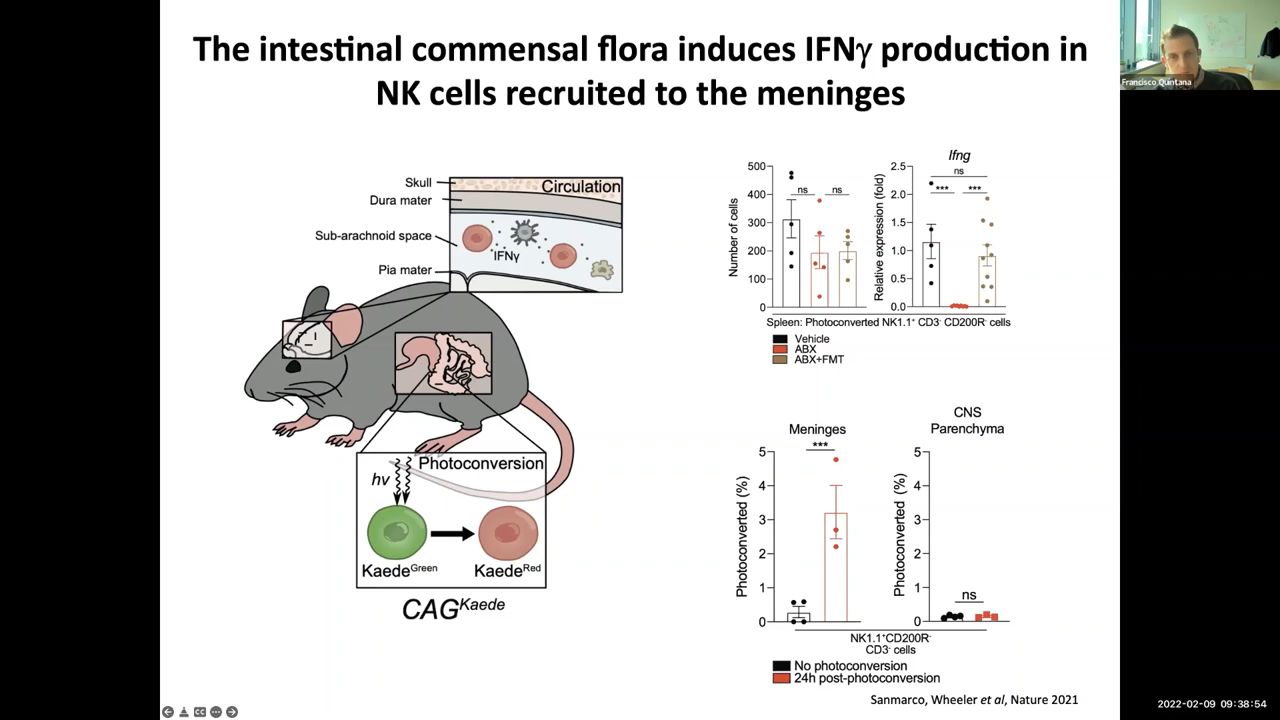 The intestinal commensal flora induces IFNγ production in
NK cells recruited to the meninges
Francisco Quintana
Skull
Circulation
Dura mater
Sub-arachnoid space
IFNγ
Pia mater
Photoconversion
hv
Kaede^Green
Kaede^Red
CAG^Kaede
Ifng
500
400
300
200
100
0
Number of cells
ns
ns
2.5
2.0
1.5
1.0
0.5
0.0
Relative expression (fold)
ns
***
***
Spleen: Photoconverted NK1.1⁺ CD3⁻ CD200R⁻ cells
Vehicle
ABX
ABX+FMT
Meninges
***
5
4
3
2
1
0
Photoconverted (%)
CNS
Parenchyma
5
4
3
2
1
0
Photoconverted (%)
ns
NK1.1⁺CD200R⁻
CD3⁻ cells
No photoconversion
24h post-photoconversion
Sanmarco, Wheeler et al, Nature 2021
CC
2022-02-09 09:38:54